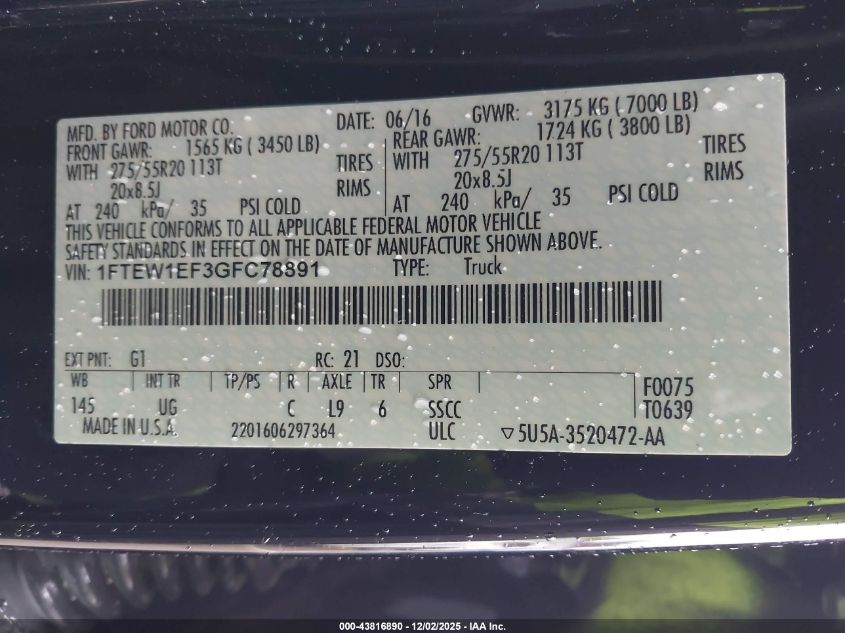 MFD. BY FORD MOTOR CO. DATE: 06/16 GVWR: 3175 KG ( 7000 LB)
FRONT GAWR: 1565 KG ( 3450 LB) REAR GAWR: 1724 KG ( 3800 LB)
WITH 275/55R20 113T TIRES WITH 275/55R20 113T TIRES
20x8.5J RIMS 20x8.5J RIMS
AT 240 kPa/ 35 PSI COLD AT 240 kPa/ 35 PSI COLD
THIS VEHICLE CONFORMS TO ALL APPLICABLE FEDERAL MOTOR VEHICLE
SAFETY STANDARDS IN EFFECT ON THE DATE OF MANUFACTURE SHOWN ABOVE.
VIN: 1FTEW1EF3GFC78891 TYPE: Truck
EXT PNT: G1 RC: 21 DSO:
WB INT TR TP/PS R AXLE TR SPR F0075
145 UG C L9 6 SSCC T0639
MADE IN U.S.A. 2201606297364 ULC ▽5U5A-3520472-AA
000-43816890 - 12/02/2025 - IAA Inc.